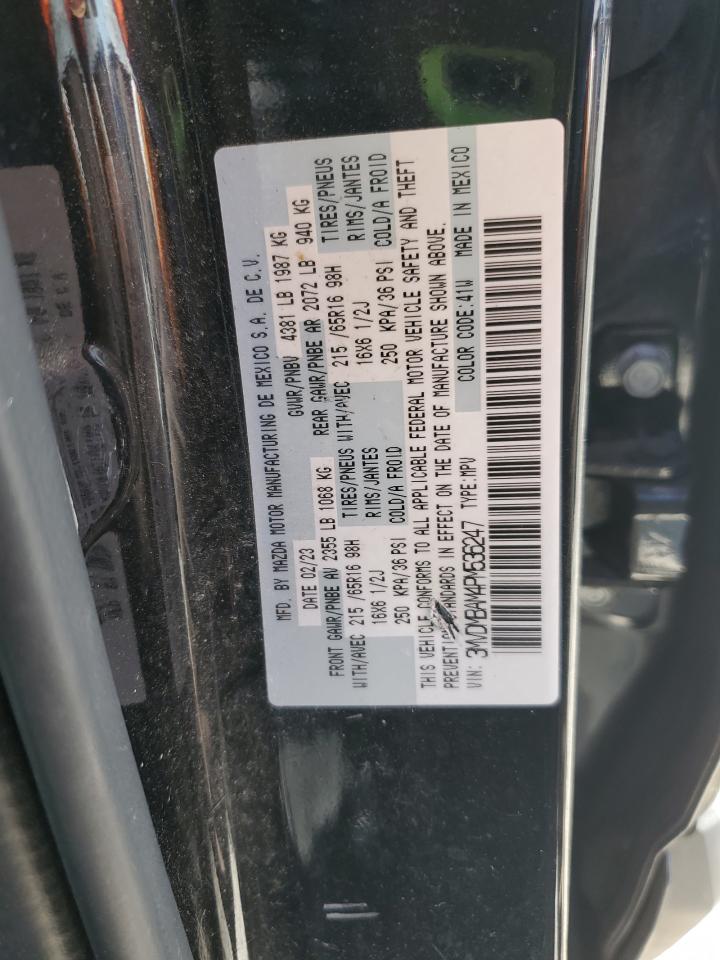 MFD. BY MAZDA MOTOR MANUFACTURING DE MEXICO S.A. DE C.V.
DATE 02/23 GVWR/PNBV 4381 LB 1987 KG
FRONT GAWR/PNBE AV 2355 LB 1068 KG REAR GAWR/PNBE AR 2072 LB 940 KG
WITH/AVEC 215 /65R16 98H TIRES/PNEUS WITH/AVEC 215 /65R16 98H TIRES/PNEUS
16X6 1/2J RIMS/JANTES 16X6 1/2J RIMS/JANTES
250 KPA/36 PSI COLD/A FROID 250 KPA/36 PSI COLD/A FROID
THIS VEHICLE CONFORMS TO ALL APPLICABLE FEDERAL MOTOR VEHICLE SAFETY AND THEFT
PREVENTION STANDARDS IN EFFECT ON THE DATE OF MANUFACTURE SHOWN ABOVE.
VIN: 3MVDMBAY4PM536247 TYPE:MPV COLOR CODE:41W MADE IN MEXICO